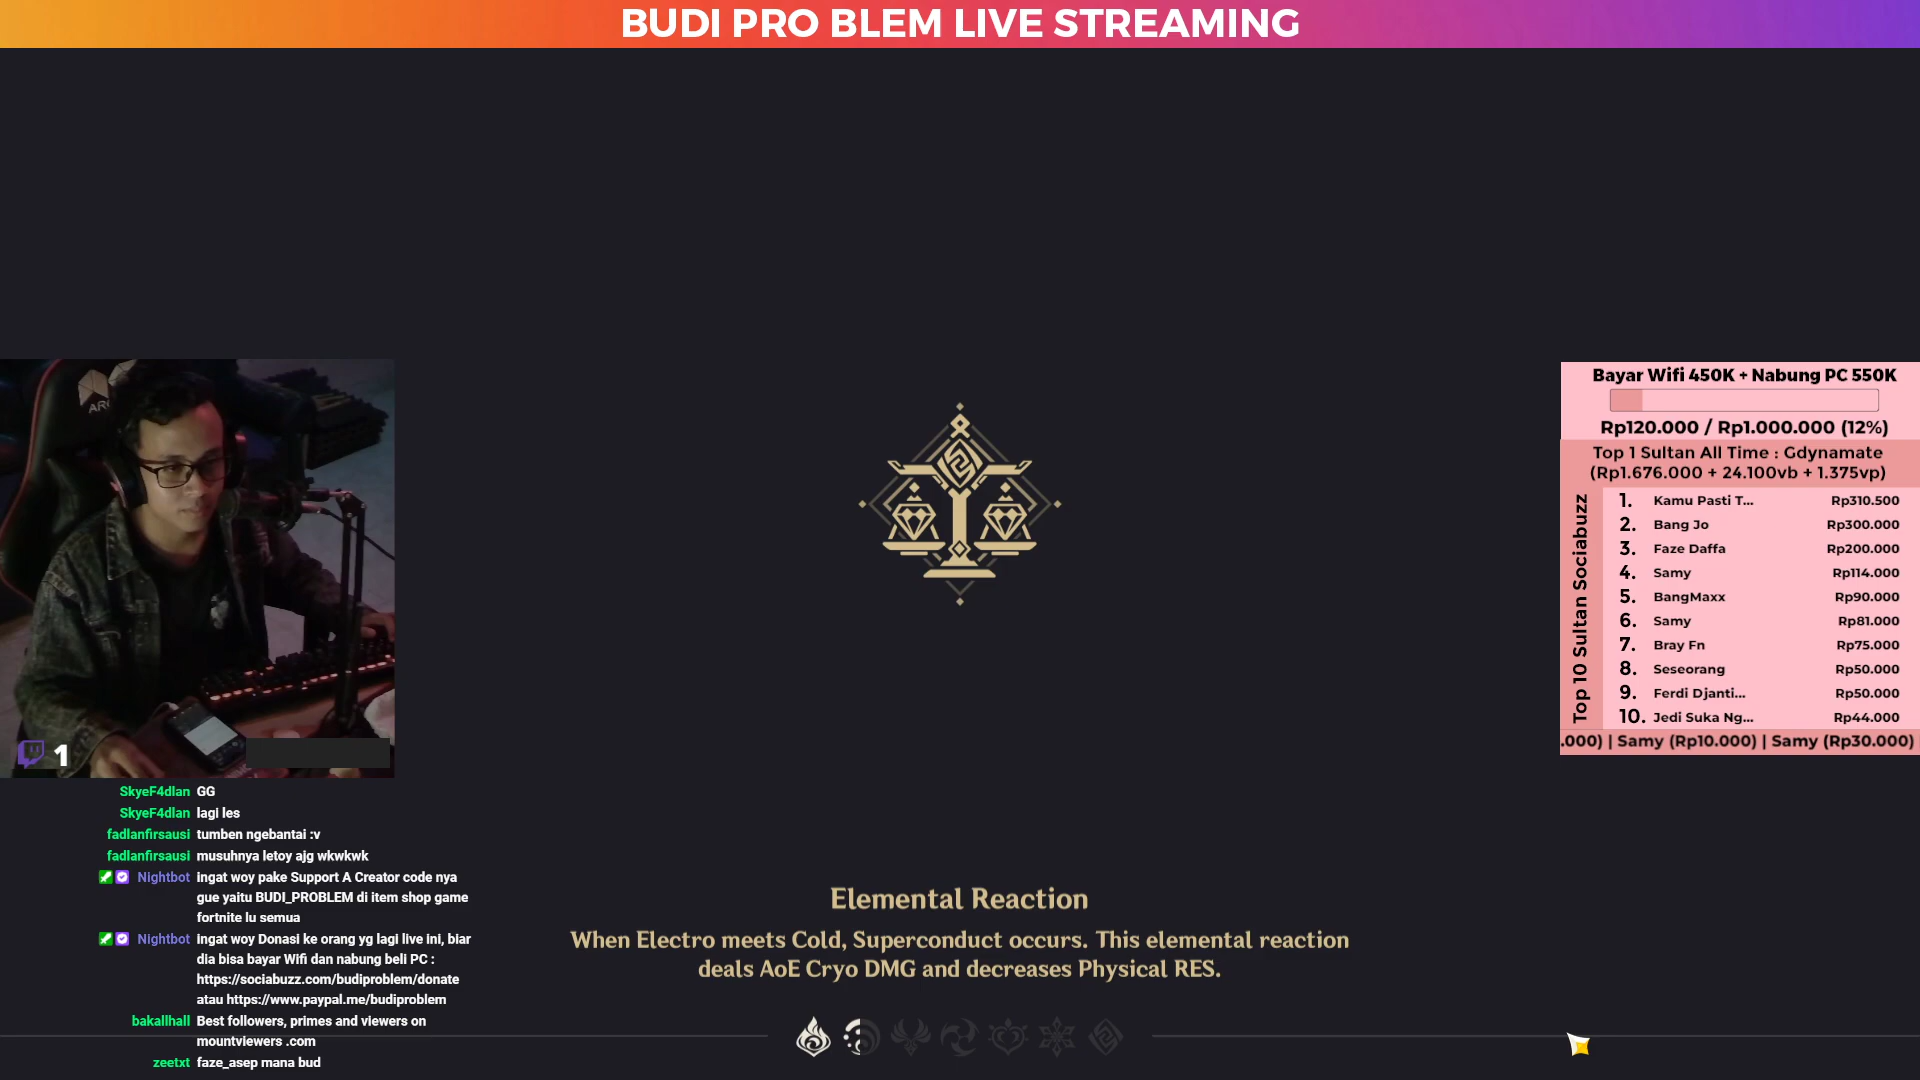 BUDI PRO BLEM LIVE STREAMING
Bayar Wifi 450K + Nabung PC 550K
Rp120.000 / Rp1.000.000 (12%)
Top 1 Sultan All Time : Gdynamate
(Rp1.676.000 + 24.100vb + 1.375vp)
Top 10 Sultan Sociabuzz
1. Kamu Pasti T... Rp310.500
2. Bang Jo Rp300.000
3. Faze Daffa Rp200.000
4. Samy Rp114.000
5. BangMaxx Rp90.000
6. Samy Rp81.000
7. Bray Fn Rp75.000
8. Seseorang Rp50.000
9. Ferdi Djanti... Rp50.000
10. Jedi Suka Ng... Rp44.000
.000) | Samy (Rp10.000) | Samy (Rp30.000)
1
SkyeF4dlan GG
SkyeF4dlan lagi les
fadlanfirsausi tumben ngebantai :v
fadlanfirsausi musuhnya letoy ajg wkwkwk
Nightbot ingat woy pake Support A Creator code nya
gue yaitu BUDI_PROBLEM di item shop game
fortnite lu semua
Nightbot ingat woy Donasi ke orang yg lagi live ini, biar
dia bisa bayar Wifi dan nabung beli PC :
https://sociabuzz.com/budiproblem/donate
atau https://www.paypal.me/budiproblem
bakallhall Best followers, primes and viewers on
mountviewers .com
zeetxt faze_asep mana bud
Elemental Reaction
When Electro meets Cold, Superconduct occurs. This elemental reaction
deals AoE Cryo DMG and decreases Physical RES.